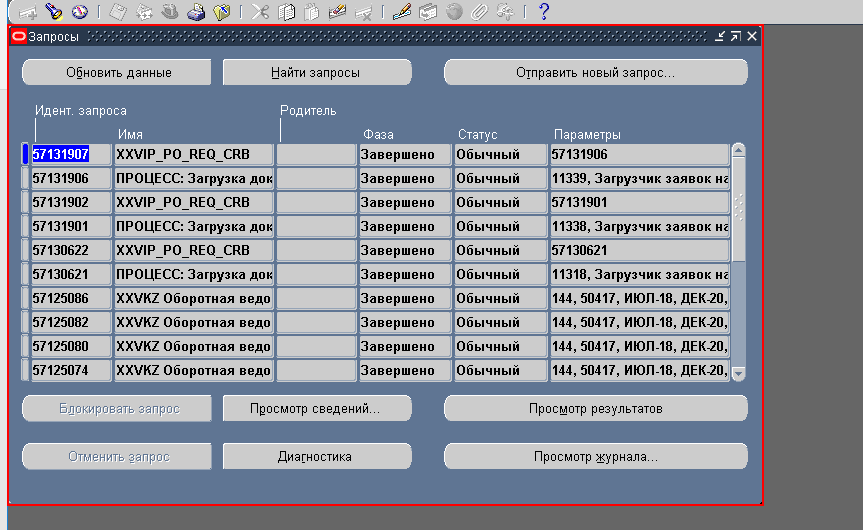 Запросы
Обновить данные Найти запросы Отправить новый запрос...
Идент. запроса Родитель
Имя Фаза Статус Параметры
57131907 XXVIP_PO_REQ_CRB Завершено Обычный 57131906
57131906 ПРОЦЕСС: Загрузка док Завершено Обычный 11339, Загрузчик заявок на
57131902 XXVIP_PO_REQ_CRB Завершено Обычный 57131901
57131901 ПРОЦЕСС: Загрузка док Завершено Обычный 11338, Загрузчик заявок на
57130622 XXVIP_PO_REQ_CRB Завершено Обычный 57130621
57130621 ПРОЦЕСС: Загрузка док Завершено Обычный 11318, Загрузчик заявок на
57125086 XXVKZ Оборотная ведо Завершено Обычный 144, 50417, ИЮЛ-18, ДЕК-20,
57125082 XXVKZ Оборотная ведо Завершено Обычный 144, 50417, ИЮЛ-18, ДЕК-20,
57125080 XXVKZ Оборотная ведо Завершено Обычный 144, 50417, ИЮЛ-18, ДЕК-20,
57125074 XXVKZ Оборотная ведо Завершено Обычный 144, 50417, ИЮЛ-18, ДЕК-20,
Блокировать запрос Просмотр сведений... Просмотр результатов
Отменить запрос Диагностика Просмотр журнала...